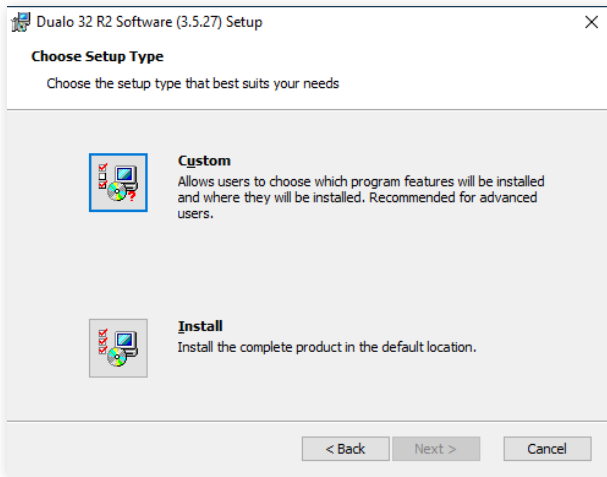 Dualo 32 R2 Software (3.5.27) Setup
Choose Setup Type
Choose the setup type that best suits your needs
Custom
Allows users to choose which program features will be installed
and where they will be installed. Recommended for advanced
users.
Install
Install the complete product in the default location.
< Back Next > Cancel